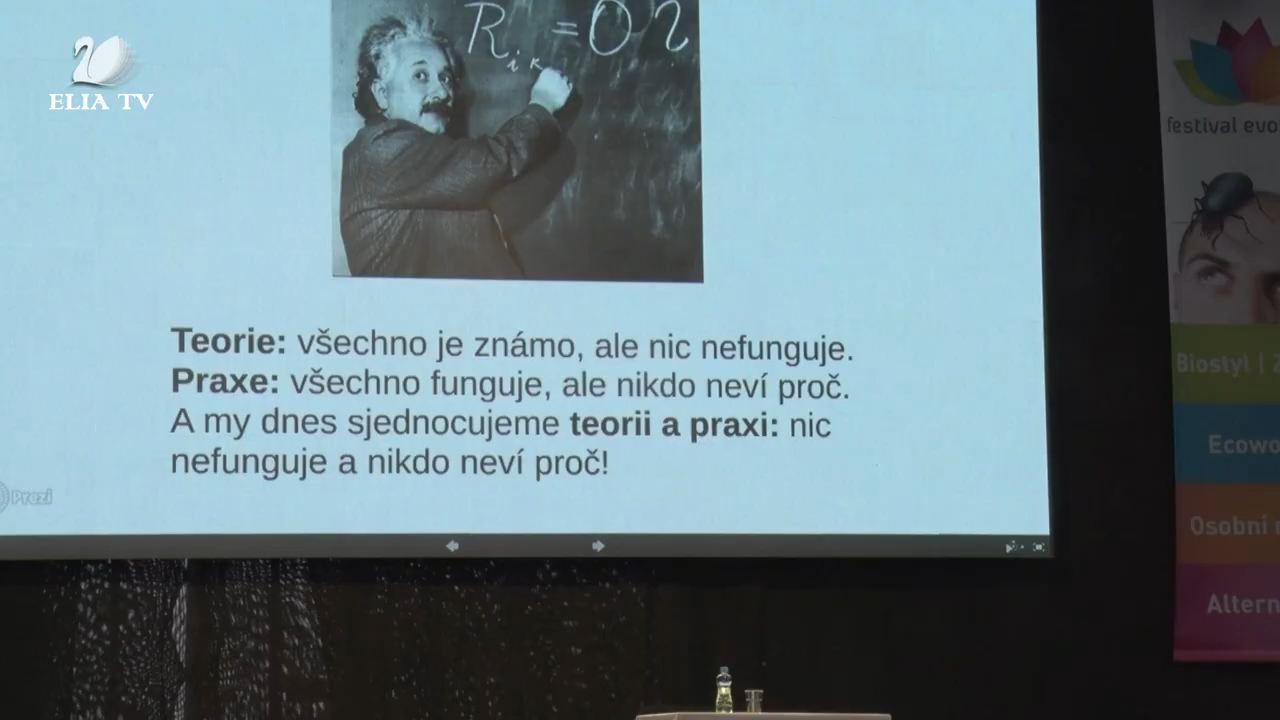 ELIA TV
R i k = 0 ?
festival evo
Teorie: všechno je známo, ale nic nefunguje.
Praxe: všechno funguje, ale nikdo neví proč.
A my dnes sjednocujeme teorii a praxi: nic
nefunguje a nikdo neví proč!
Prezi
Biostyl |
Ecowo
Osobní
Altern